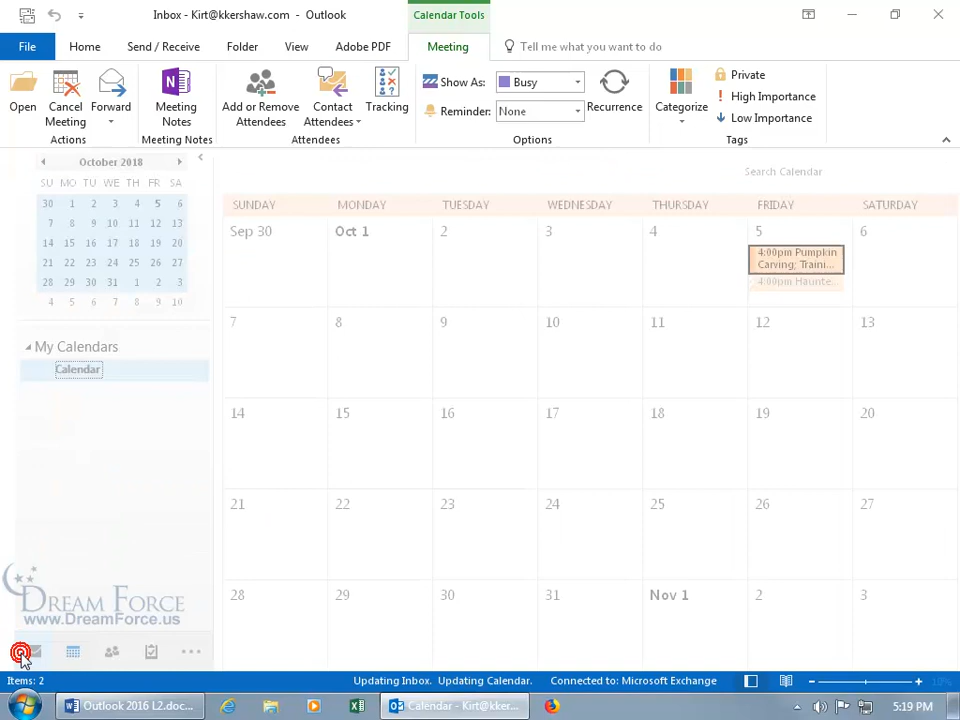 Inbox - Kirt@kkershaw.com - Outlook
Calendar Tools
File
Home
Send / Receive
Folder
View
Adobe PDF
Meeting
Tell me what you want to do
Open
Cancel
Meeting
Forward
Actions
Meeting
Notes
Meeting Notes
Add or Remove
Attendees
Contact
Attendees
Tracking
Attendees
Show As:
Busy
Reminder:
None
Recurrence
Options
Categorize
Private
High Importance
Low Importance
Tags
October 2018
SU MO TU WE TH FR SA
30 1 2 3 4 5 6
7 8 9 10 11 12 13
14 15 16 17 18 19 20
21 22 23 24 25 26 27
28 29 30 31 1 2 3
4 5 6 7 8 9 10
My Calendars
Calendar
Search Calendar
SUNDAY MONDAY TUESDAY WEDNESDAY THURSDAY FRIDAY SATURDAY
Sep 30 Oct 1 2 3 4 5 6
4:00pm Pumpkin
Carving; Traini...
4:00pm Haunte...
7 8 9 10 11 12 13
14 15 16 17 18 19 20
21 22 23 24 25 26 27
28 29 30 31 Nov 1 2 3
DREAM FORCE
www.DreamForce.us
Items: 2
Updating Inbox. Updating Calendar.
Connected to: Microsoft Exchange
Outlook 2016 L2.doc...
Calendar - Kirt@kke...
5:19 PM